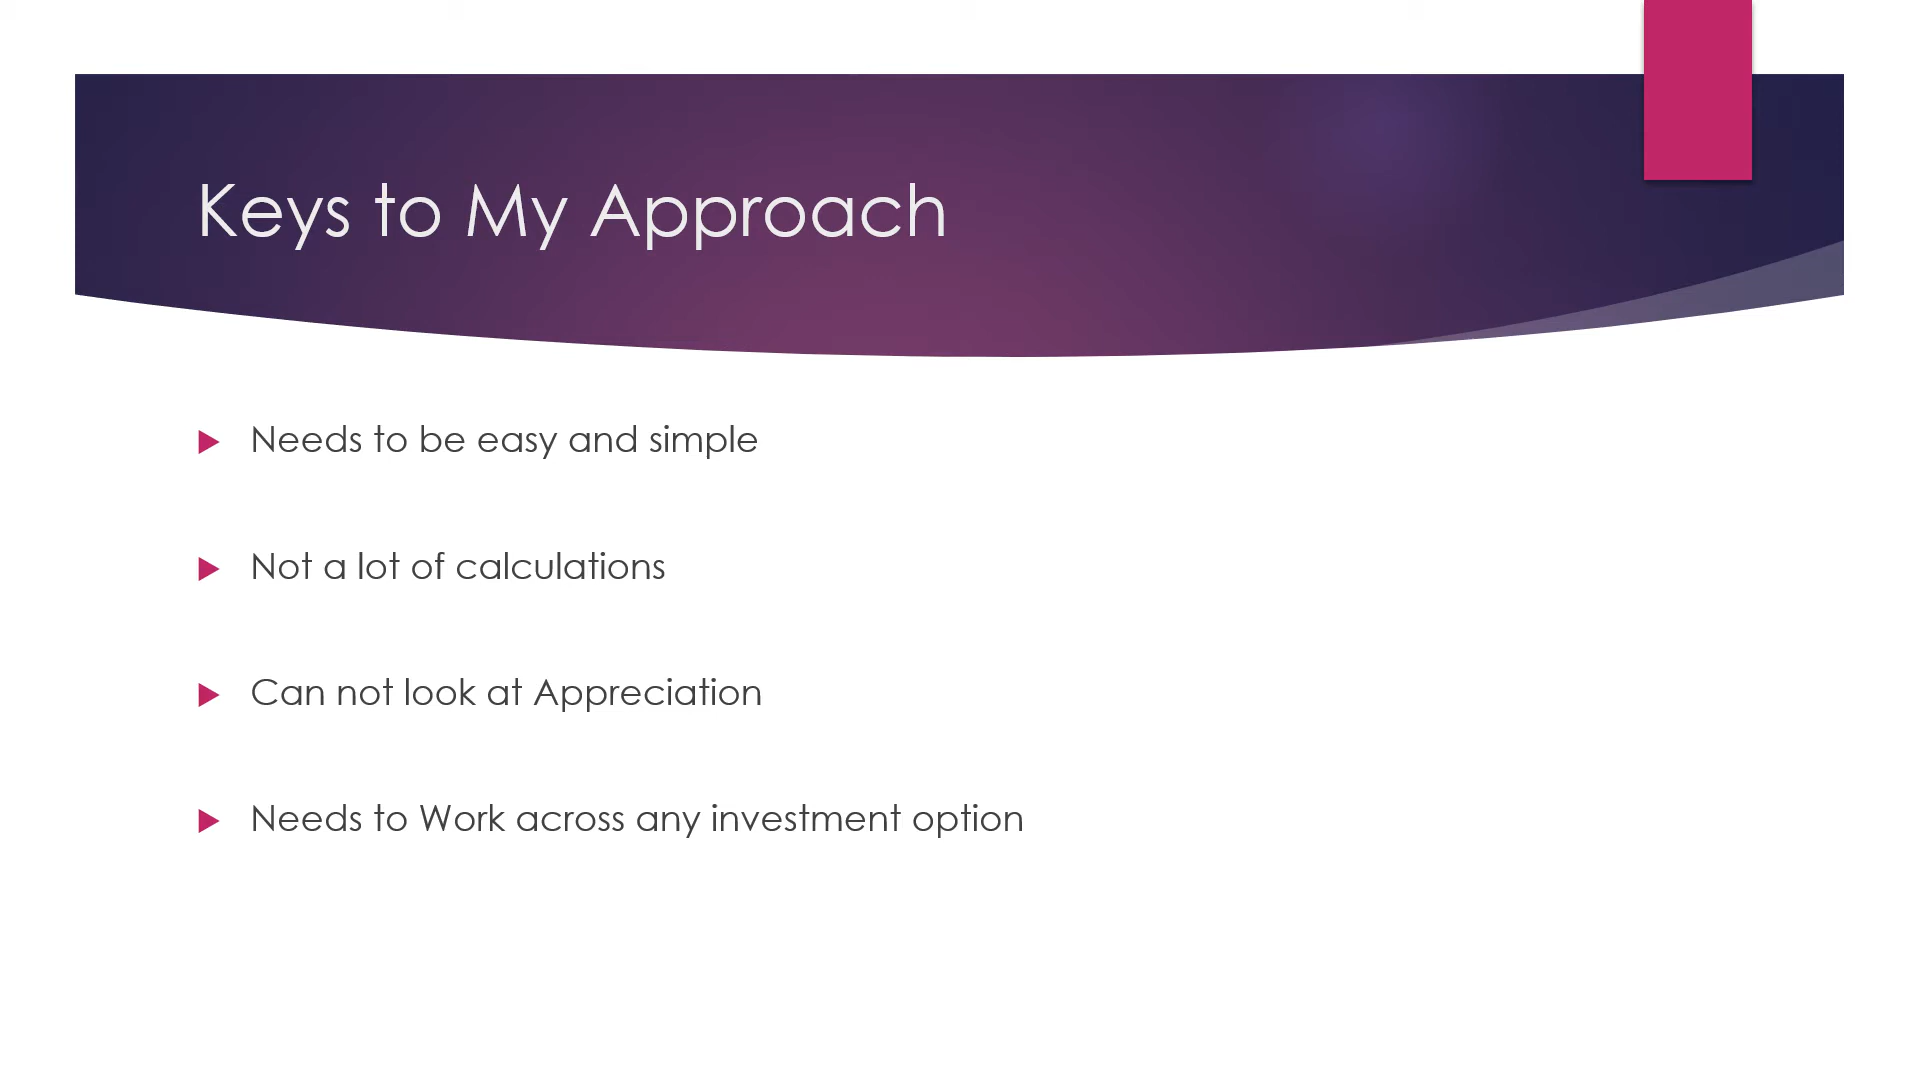 Keys to My Approach
Needs to be easy and simple
Not a lot of calculations
Can not look at Appreciation
Needs to Work across any investment option